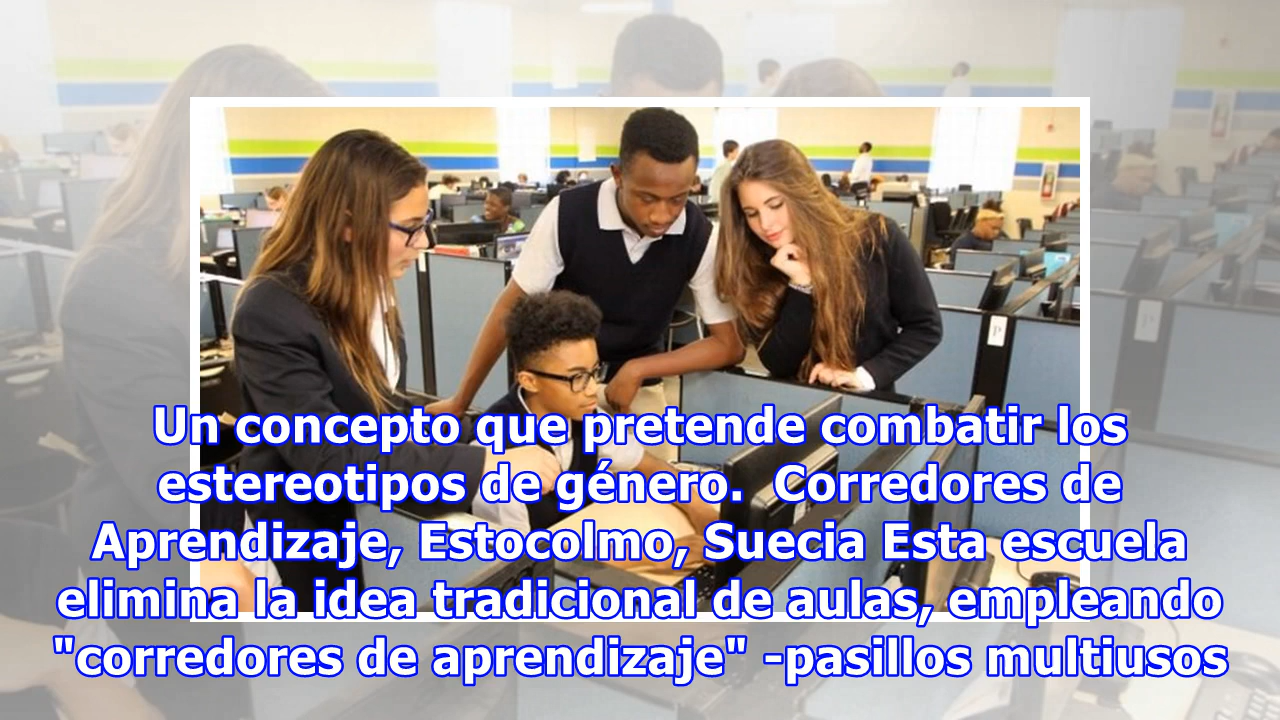 Un concepto que pretende combatir los
estereotipos de género.  Corredores de
Aprendizaje, Estocolmo, Suecia Esta escuela
elimina la idea tradicional de aulas, empleando
"corredores de aprendizaje" -pasillos multiusos
P